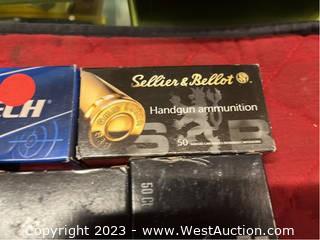 Sellier & Bellot
Handgun ammunition
ECH
S&B
50
50 C
Copyright 2023 - www.WestAuction.com